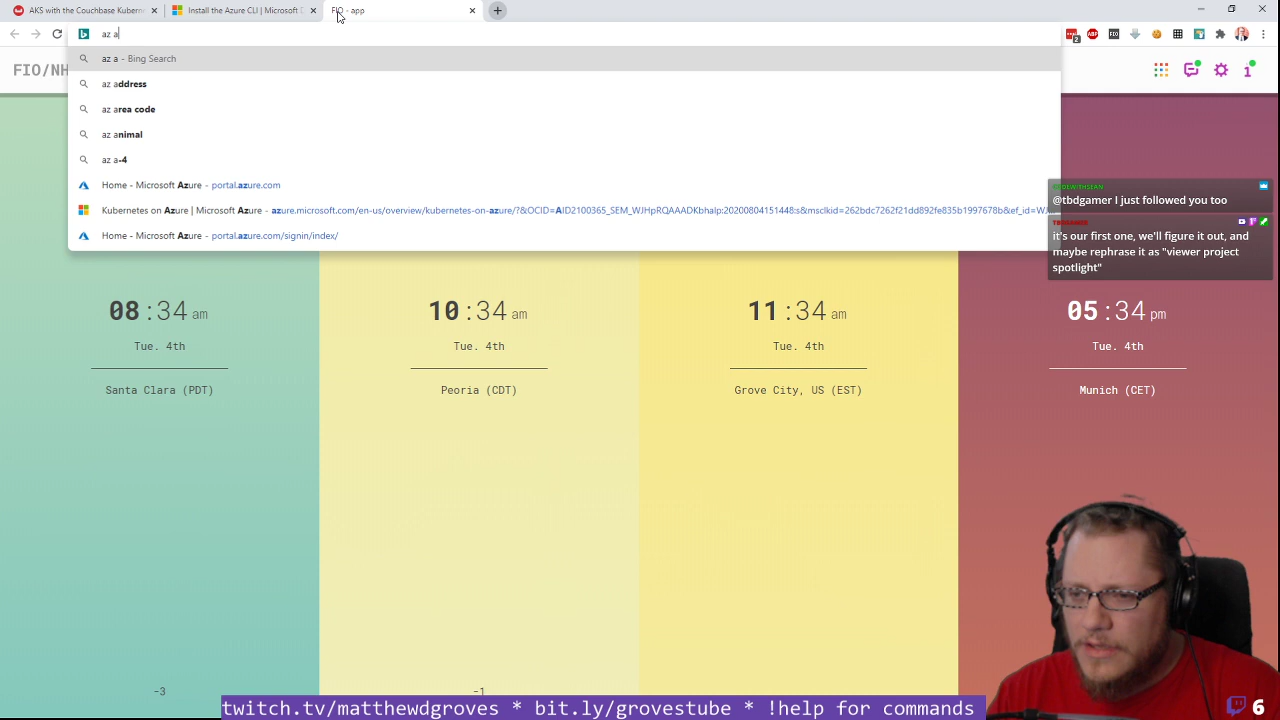 AKS with the Couchbase Kubern
Install the Azure CLI | Microsoft D
FIO - app
az a
az a - Bing Search
az address
az area code
az animal
az a-4
Home - Microsoft Azure - portal.azure.com
Kubernetes on Azure | Microsoft Azure - azure.microsoft.com/en-us/overview/kubernetes-on-azure/?&OCID=AID2100365_SEM_WJHpRQAAADKbhalp:20200804151448:s&msclkid=262bdc7262f21dd892fe835b1997678b&ef_id=WJ
Home - Microsoft Azure - portal.azure.com/signin/index/
FIO/NH
2
ABP
FIO
CODEWITHSEAN
@tbdgamer I just followed you too
TBDGAMER
it's our first one, we'll figure it out, and
maybe rephrase it as "viewer project
spotlight"
08:34 am
Tue. 4th
Santa Clara (PDT)
-3
10:34 am
Tue. 4th
Peoria (CDT)
-1
11:34 am
Tue. 4th
Grove City, US (EST)
05:34 pm
Tue. 4th
Munich (CET)
twitch.tv/matthewdgroves * bit.ly/grovestube * !help for commands
6